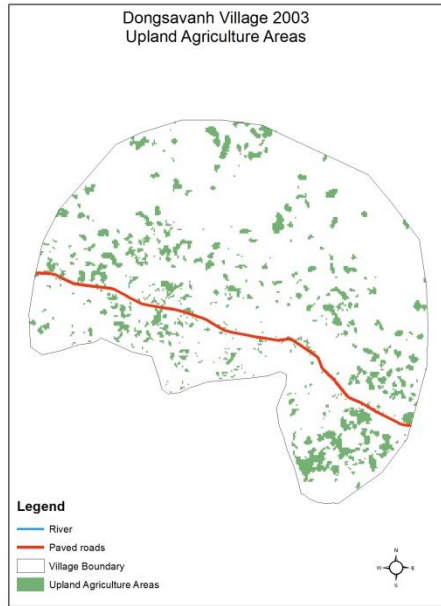 Dongsavanh Village 2003
Upland Agriculture Areas
Legend
River
Paved roads
Village Boundary
Upland Agriculture Areas
N
W
E
S